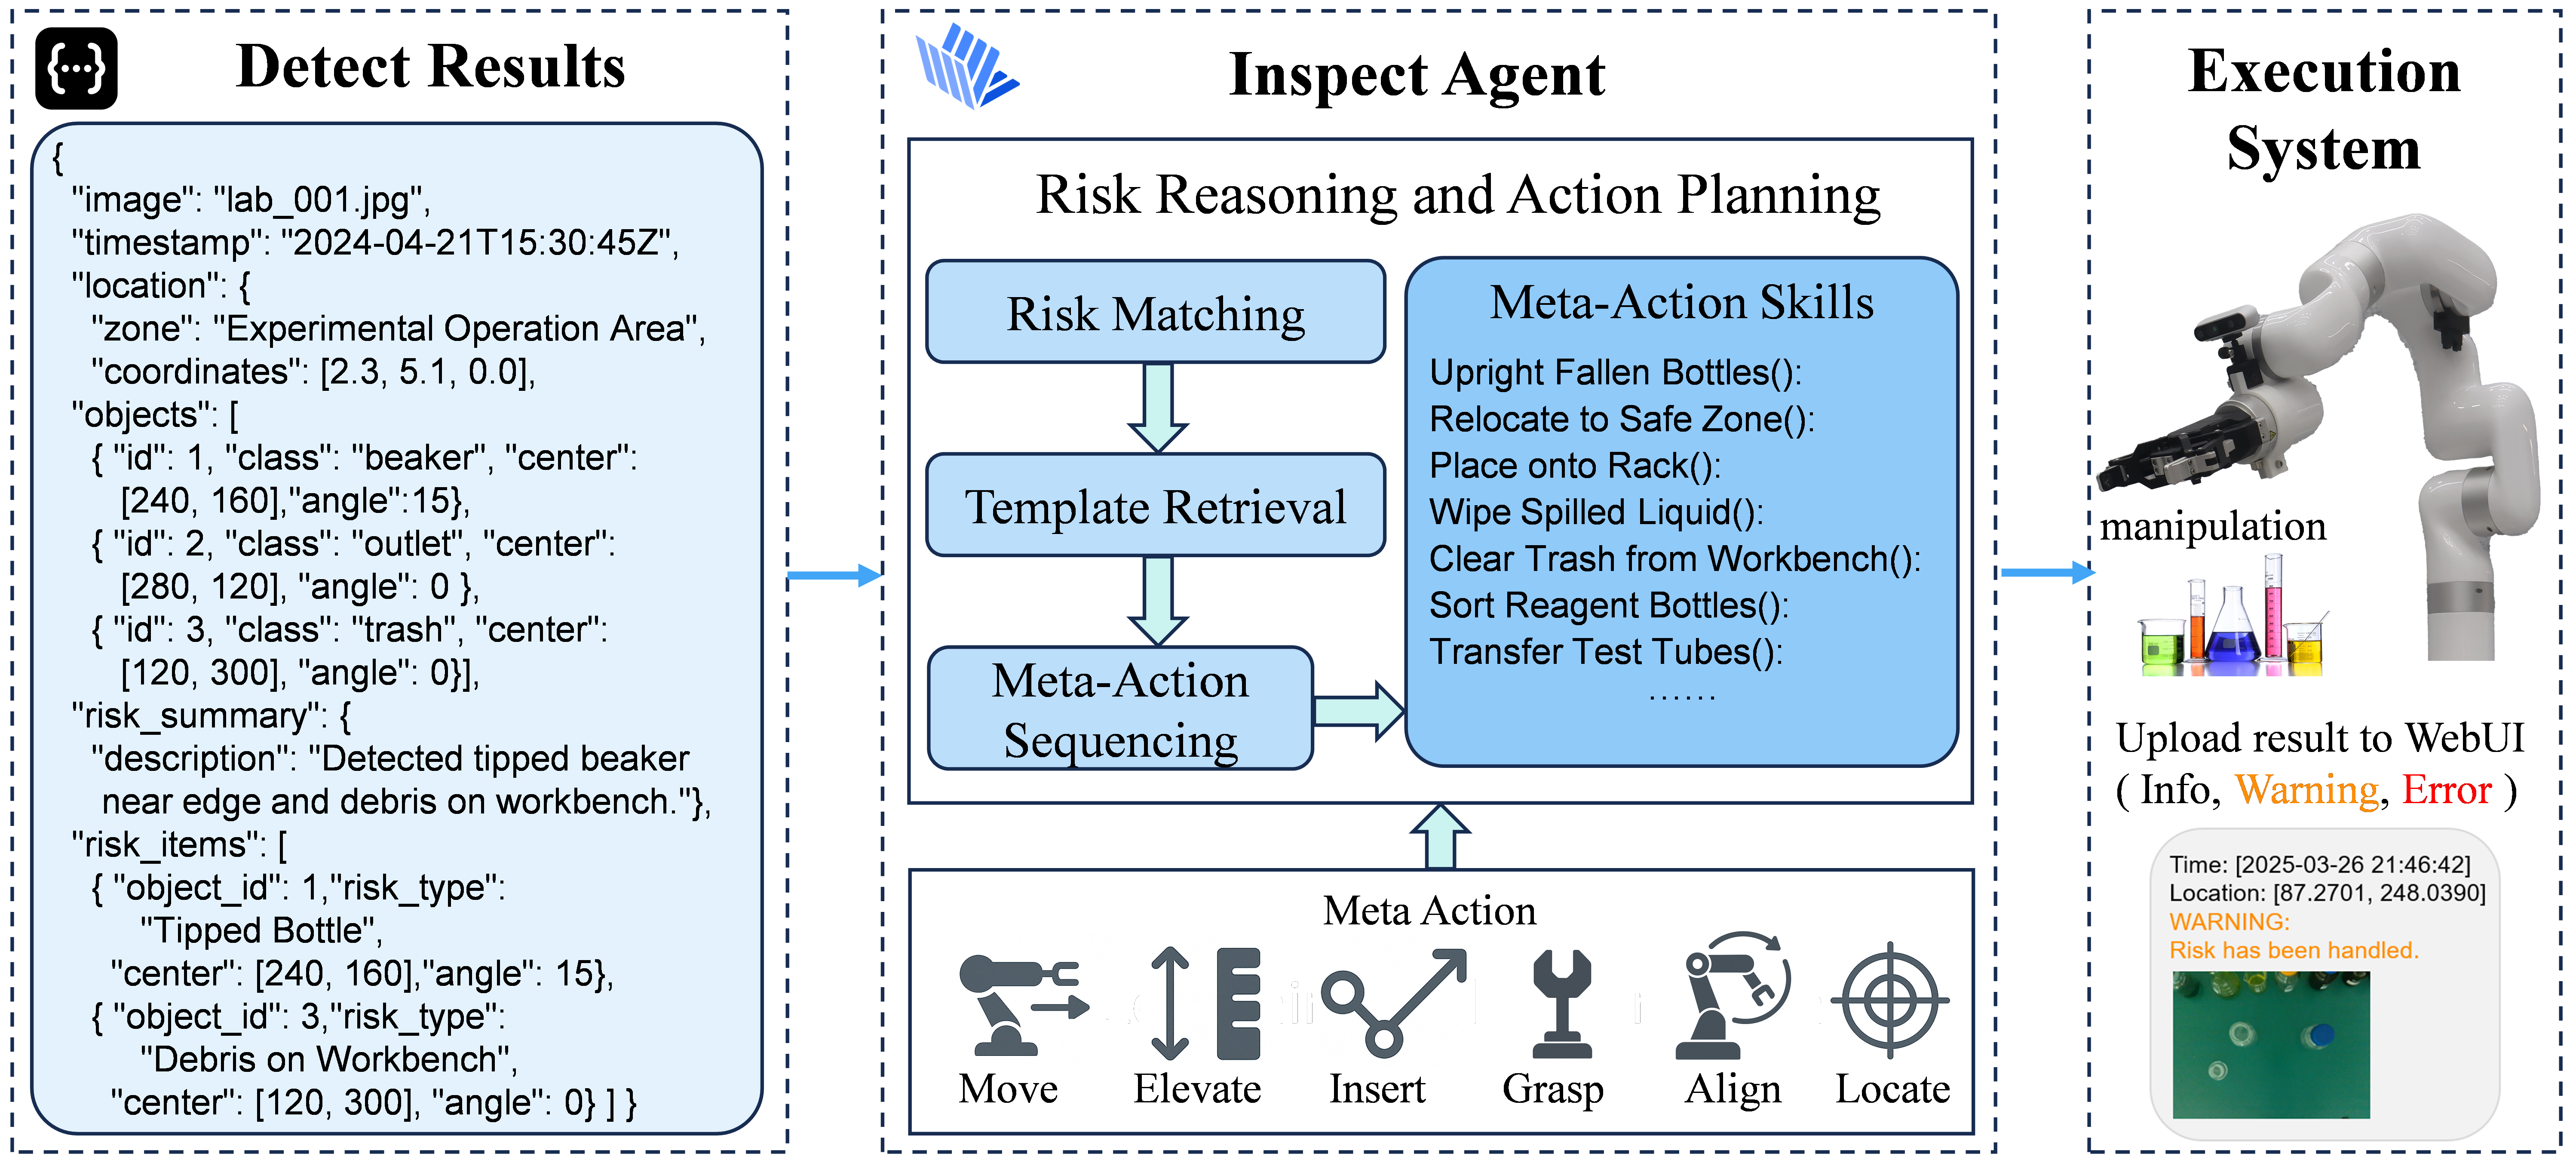 Detect Results
{
"image": "lab_001.jpg",
"timestamp": "2024-04-21T15:30:45Z",
"location": {
"zone": "Experimental Operation Area",
"coordinates": [2.3, 5.1, 0.0],
"objects": [
{ "id": 1, "class": "beaker", "center":
[240, 160],"angle":15},
{ "id": 2, "class": "outlet", "center":
[280, 120], "angle": 0 },
{ "id": 3, "class": "trash", "center":
[120, 300], "angle": 0}],
"risk_summary": {
"description": "Detected tipped beaker
near edge and debris on workbench."},
"risk_items": [
{ "object_id": 1,"risk_type":
"Tipped Bottle",
"center": [240, 160],"angle": 15},
{ "object_id": 3,"risk_type":
"Debris on Workbench",
"center": [120, 300], "angle": 0} ] }
Inspect Agent
Risk Reasoning and Action Planning
Risk Matching
Template Retrieval
Meta-Action
Sequencing
Meta-Action Skills
Upright Fallen Bottles():
Relocate to Safe Zone():
Place onto Rack():
Wipe Spilled Liquid():
Clear Trash from Workbench():
Sort Reagent Bottles():
Transfer Test Tubes():
......
Meta Action
Move
Elevate
Insert
Grasp
Align
Locate
Execution
System
manipulation
Upload result to WebUI
( Info, Warning, Error )
Time: [2025-03-26 21:46:42]
Location: [87.2701, 248.0390]
WARNING:
Risk has been handled.